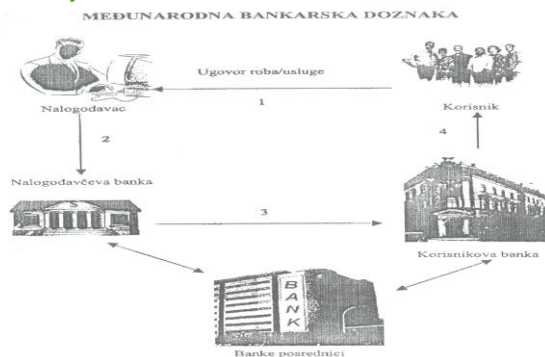 MEĐUNARODNA BANKARSKA DOZNAKA
Ugovor roba/usluge
1
Nalogodavac
Korisnik
2
4
Nalogodavčeva banka
S
3
Korisnikova banka
BANK
Banke posrednici